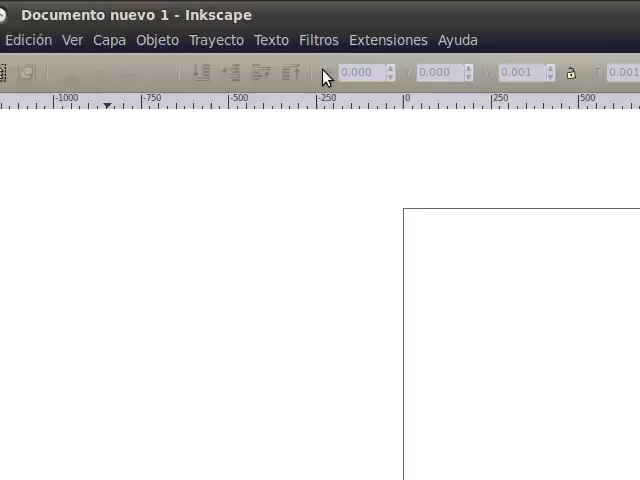 Documento nuevo 1 - Inkscape
Edición Ver Capa Objeto Trayecto Texto Filtros Extensiones Ayuda
0,000 Y 0,000 W 0,001 T 0.001
-1000 -750 -500 -250 0 250 500